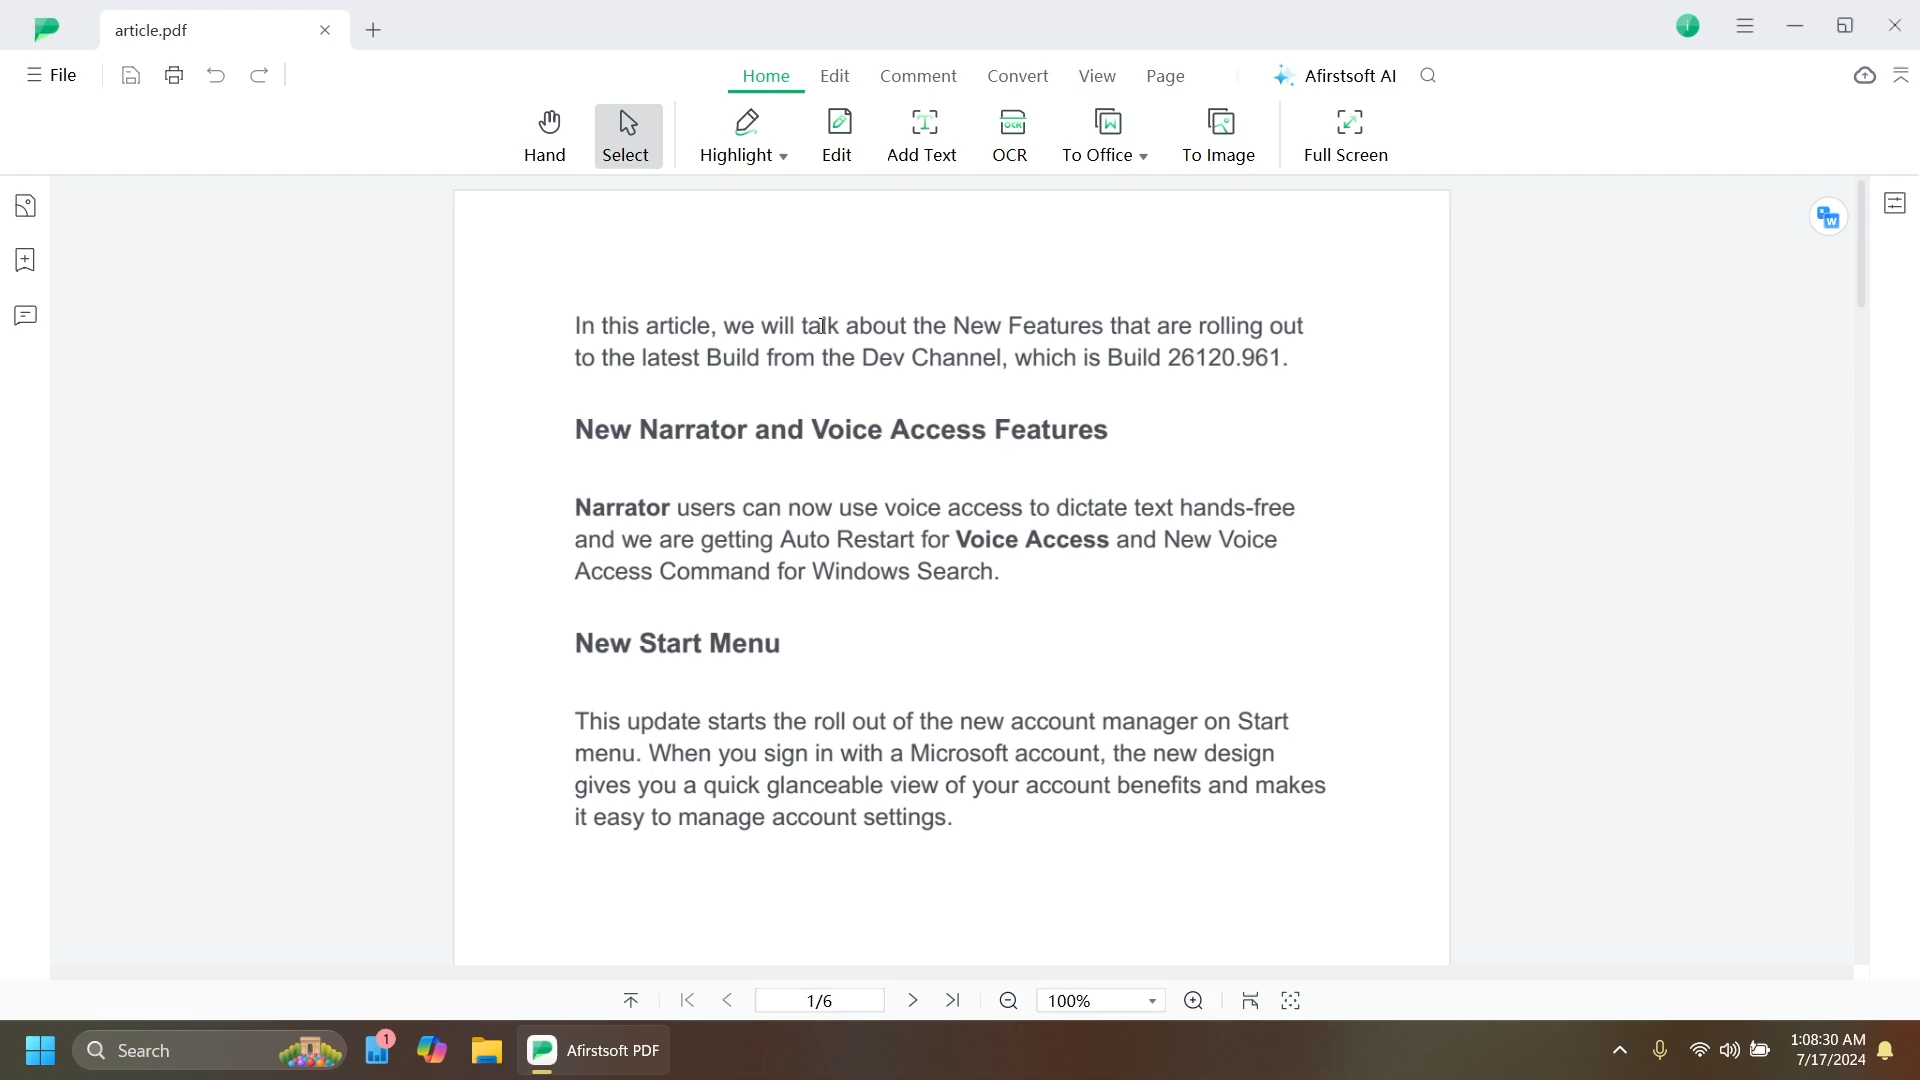 article.pdf
File
Home Edit Comment Convert View Page Afirstsoft AI
Hand Select Highlight Edit Add Text OCR To Office To Image Full Screen
In this article, we will talk about the New Features that are rolling out
to the latest Build from the Dev Channel, which is Build 26120.961.
New Narrator and Voice Access Features
Narrator users can now use voice access to dictate text hands-free
and we are getting Auto Restart for Voice Access and New Voice
Access Command for Windows Search.
New Start Menu
This update starts the roll out of the new account manager on Start
menu. When you sign in with a Microsoft account, the new design
gives you a quick glanceable view of your account benefits and makes
it easy to manage account settings.
1/6 100%
Search 1 Afirstsoft PDF 1:08:30 AM
7/17/2024